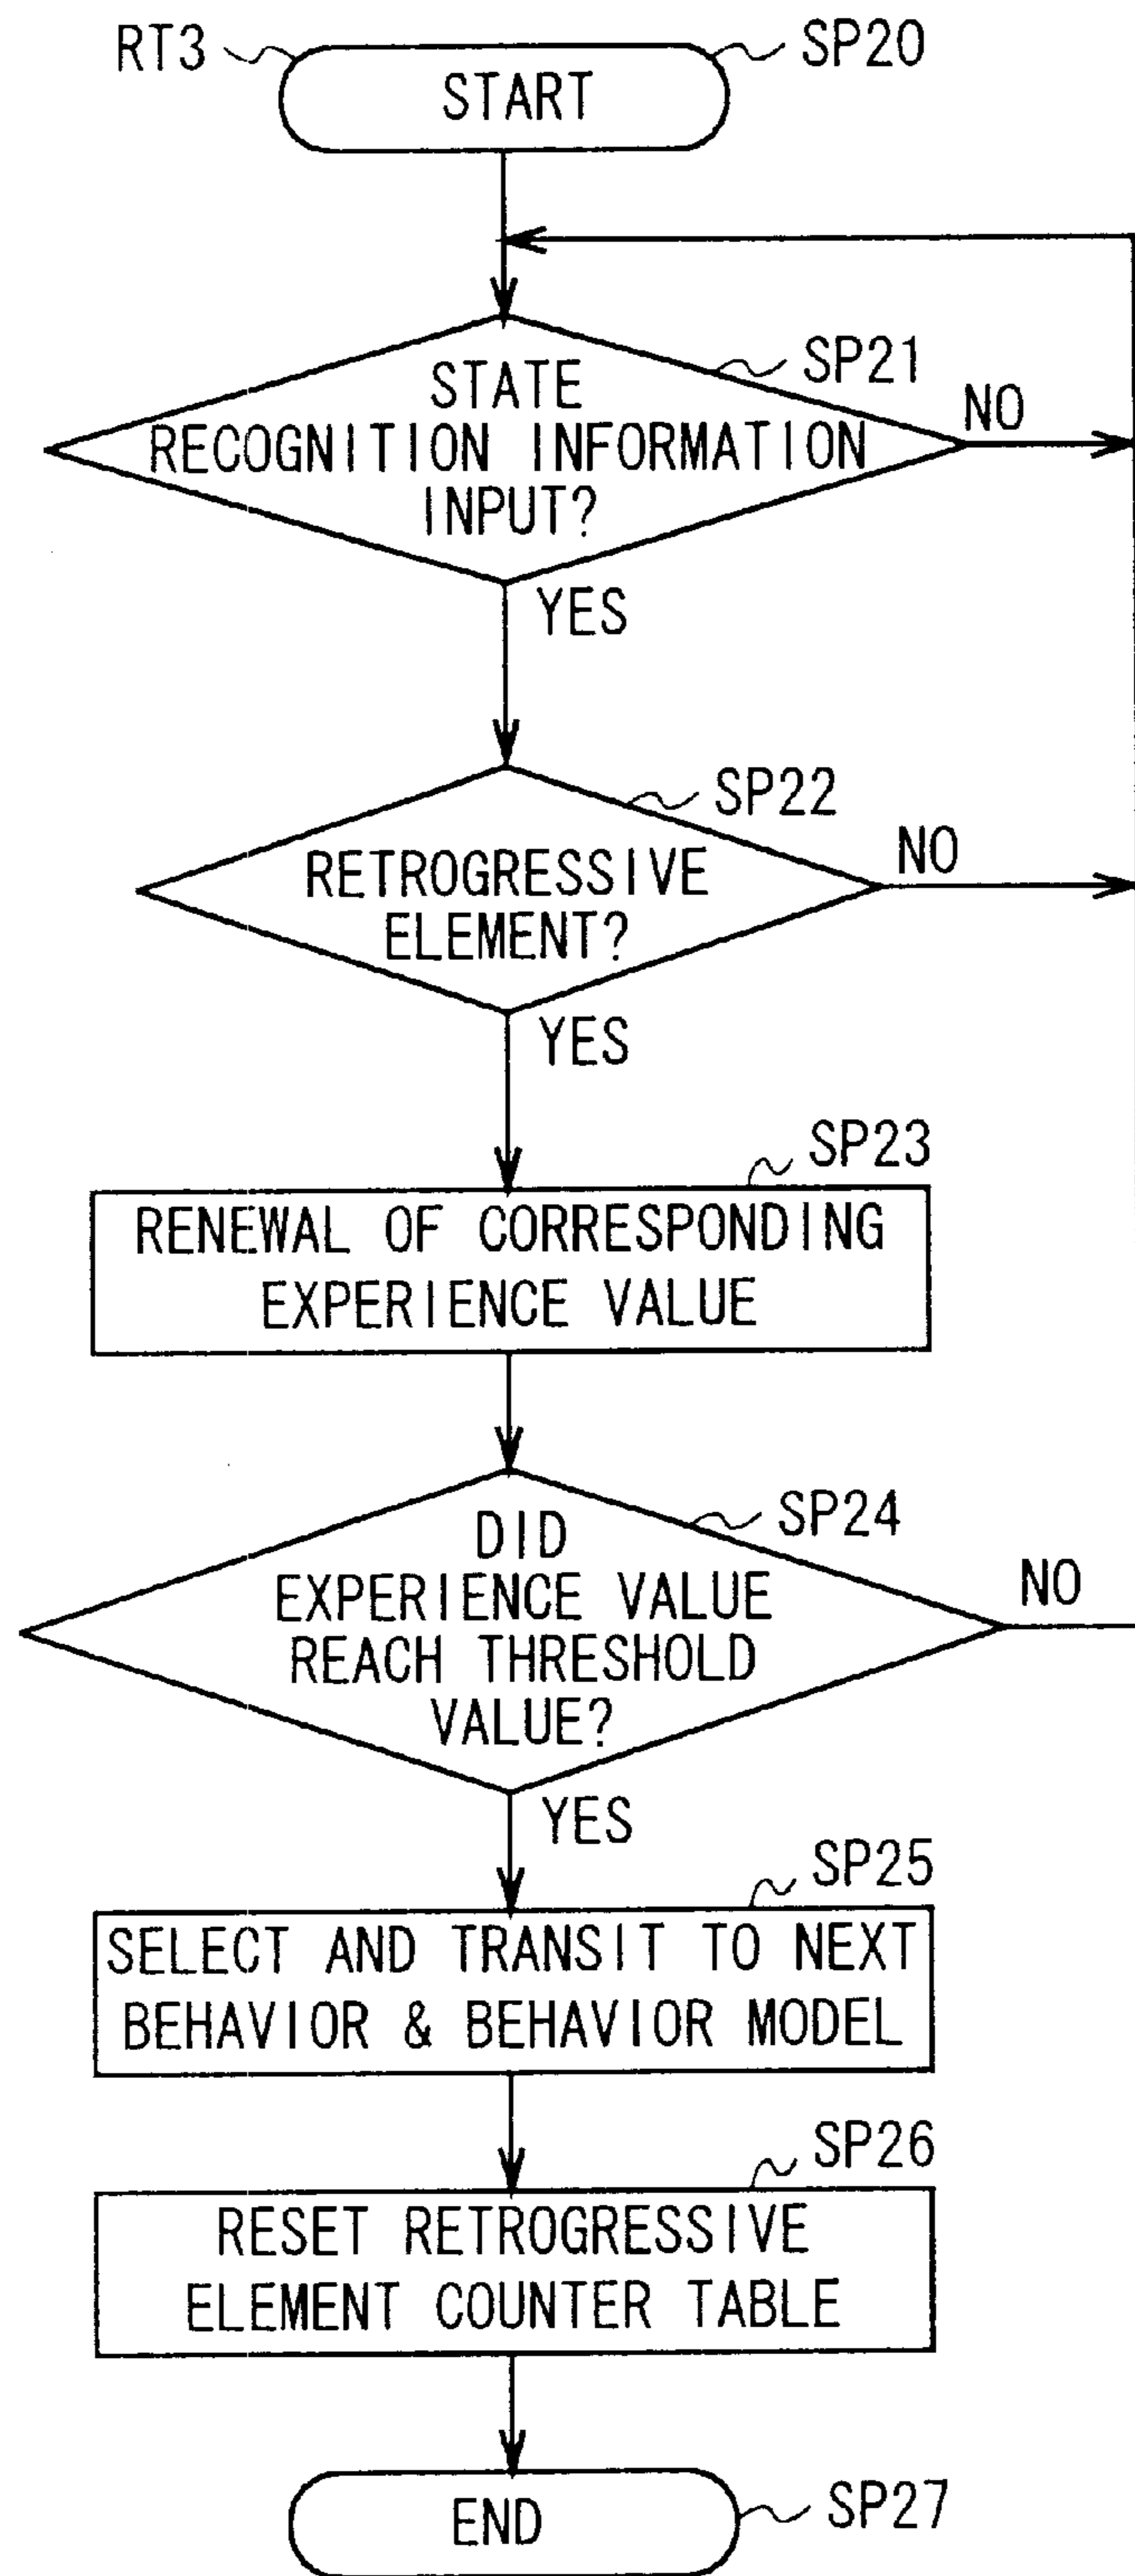 RT3
SP20
START
SP21
STATE
RECOGNITION INFORMATION
INPUT?
NO
YES
SP22
RETROGRESSIVE
ELEMENT?
NO
YES
SP23
RENEWAL OF CORRESPONDING
EXPERIENCE VALUE
SP24
DID
EXPERIENCE VALUE
REACH THRESHOLD
VALUE?
NO
YES
SP25
SELECT AND TRANSIT TO NEXT
BEHAVIOR & BEHAVIOR MODEL
SP26
RESET RETROGRESSIVE
ELEMENT COUNTER TABLE
END
SP27